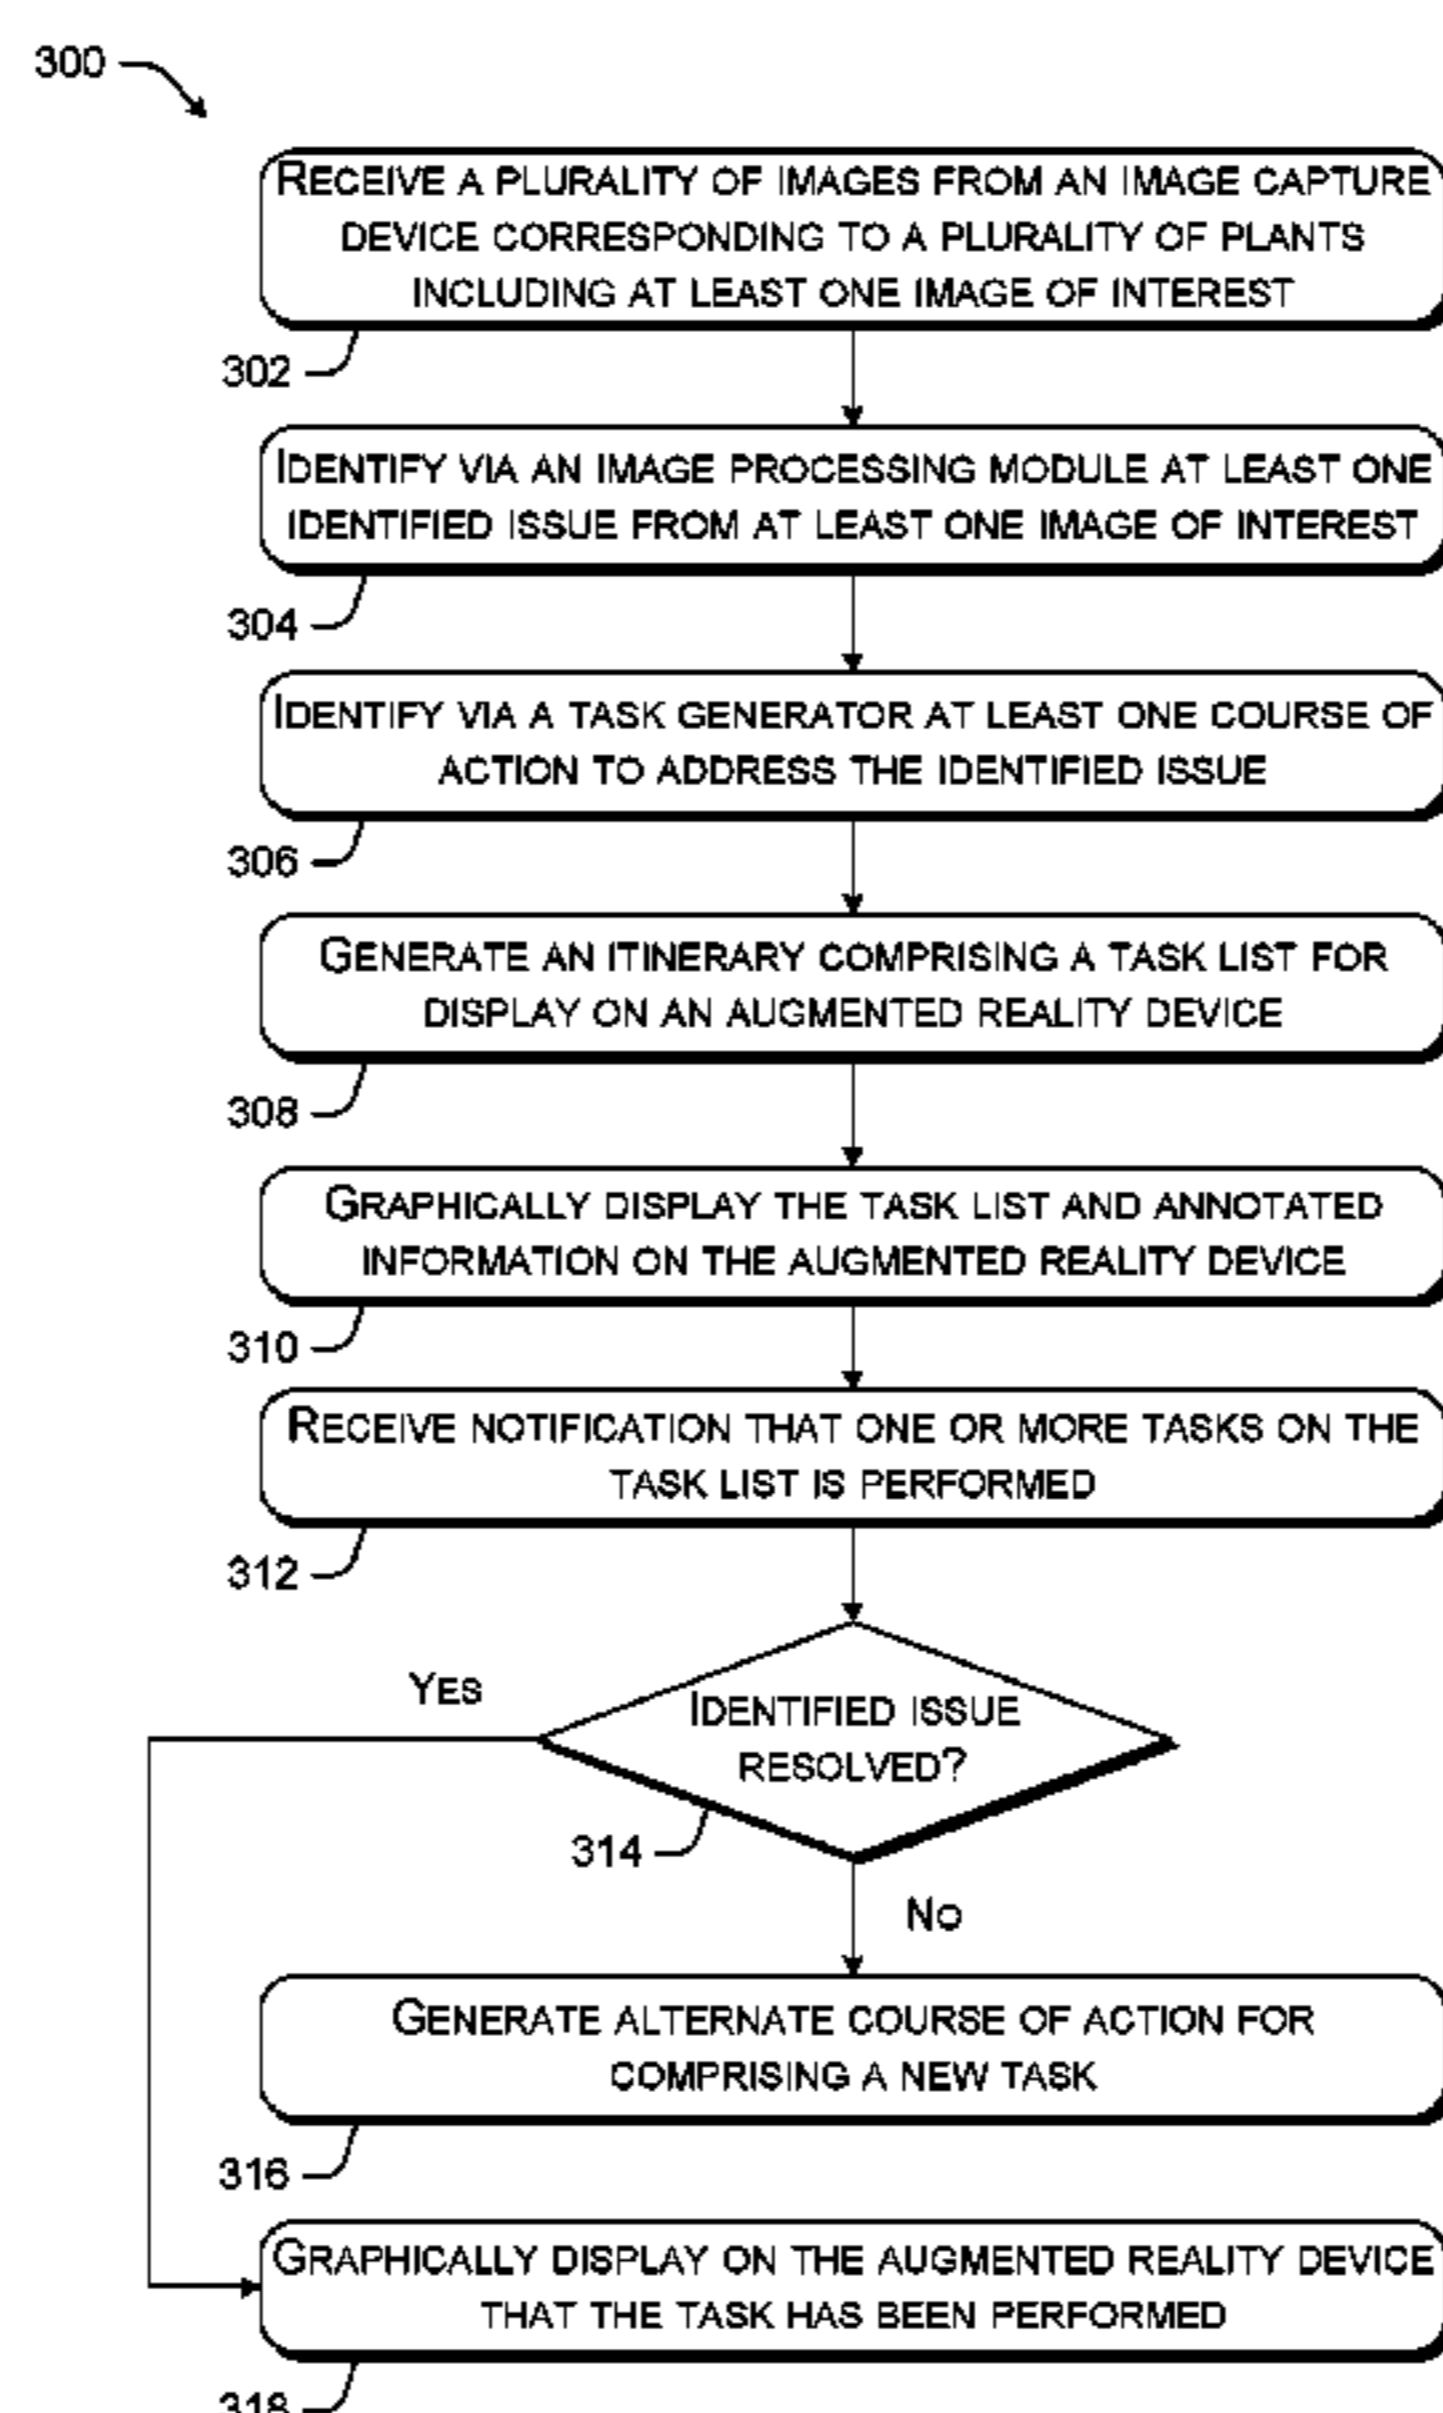 300
RECEIVE A PLURALITY OF IMAGES FROM AN IMAGE CAPTURE
DEVICE CORRESPONDING TO A PLURALITY OF PLANTS
INCLUDING AT LEAST ONE IMAGE OF INTEREST
302
IDENTIFY VIA AN IMAGE PROCESSING MODULE AT LEAST ONE
IDENTIFIED ISSUE FROM AT LEAST ONE IMAGE OF INTEREST
304
IDENTIFY VIA A TASK GENERATOR AT LEAST ONE COURSE OF
ACTION TO ADDRESS THE IDENTIFIED ISSUE
306
GENERATE AN ITINERARY COMPRISING A TASK LIST FOR
DISPLAY ON AN AUGMENTED REALITY DEVICE
308
GRAPHICALLY DISPLAY THE TASK LIST AND ANNOTATED
INFORMATION ON THE AUGMENTED REALITY DEVICE
310
RECEIVE NOTIFICATION THAT ONE OR MORE TASKS ON THE
TASK LIST IS PERFORMED
312
YES
IDENTIFIED ISSUE
RESOLVED?
314
NO
GENERATE ALTERNATE COURSE OF ACTION FOR
COMPRISING A NEW TASK
316
GRAPHICALLY DISPLAY ON THE AUGMENTED REALITY DEVICE
THAT THE TASK HAS BEEN PERFORMED
318